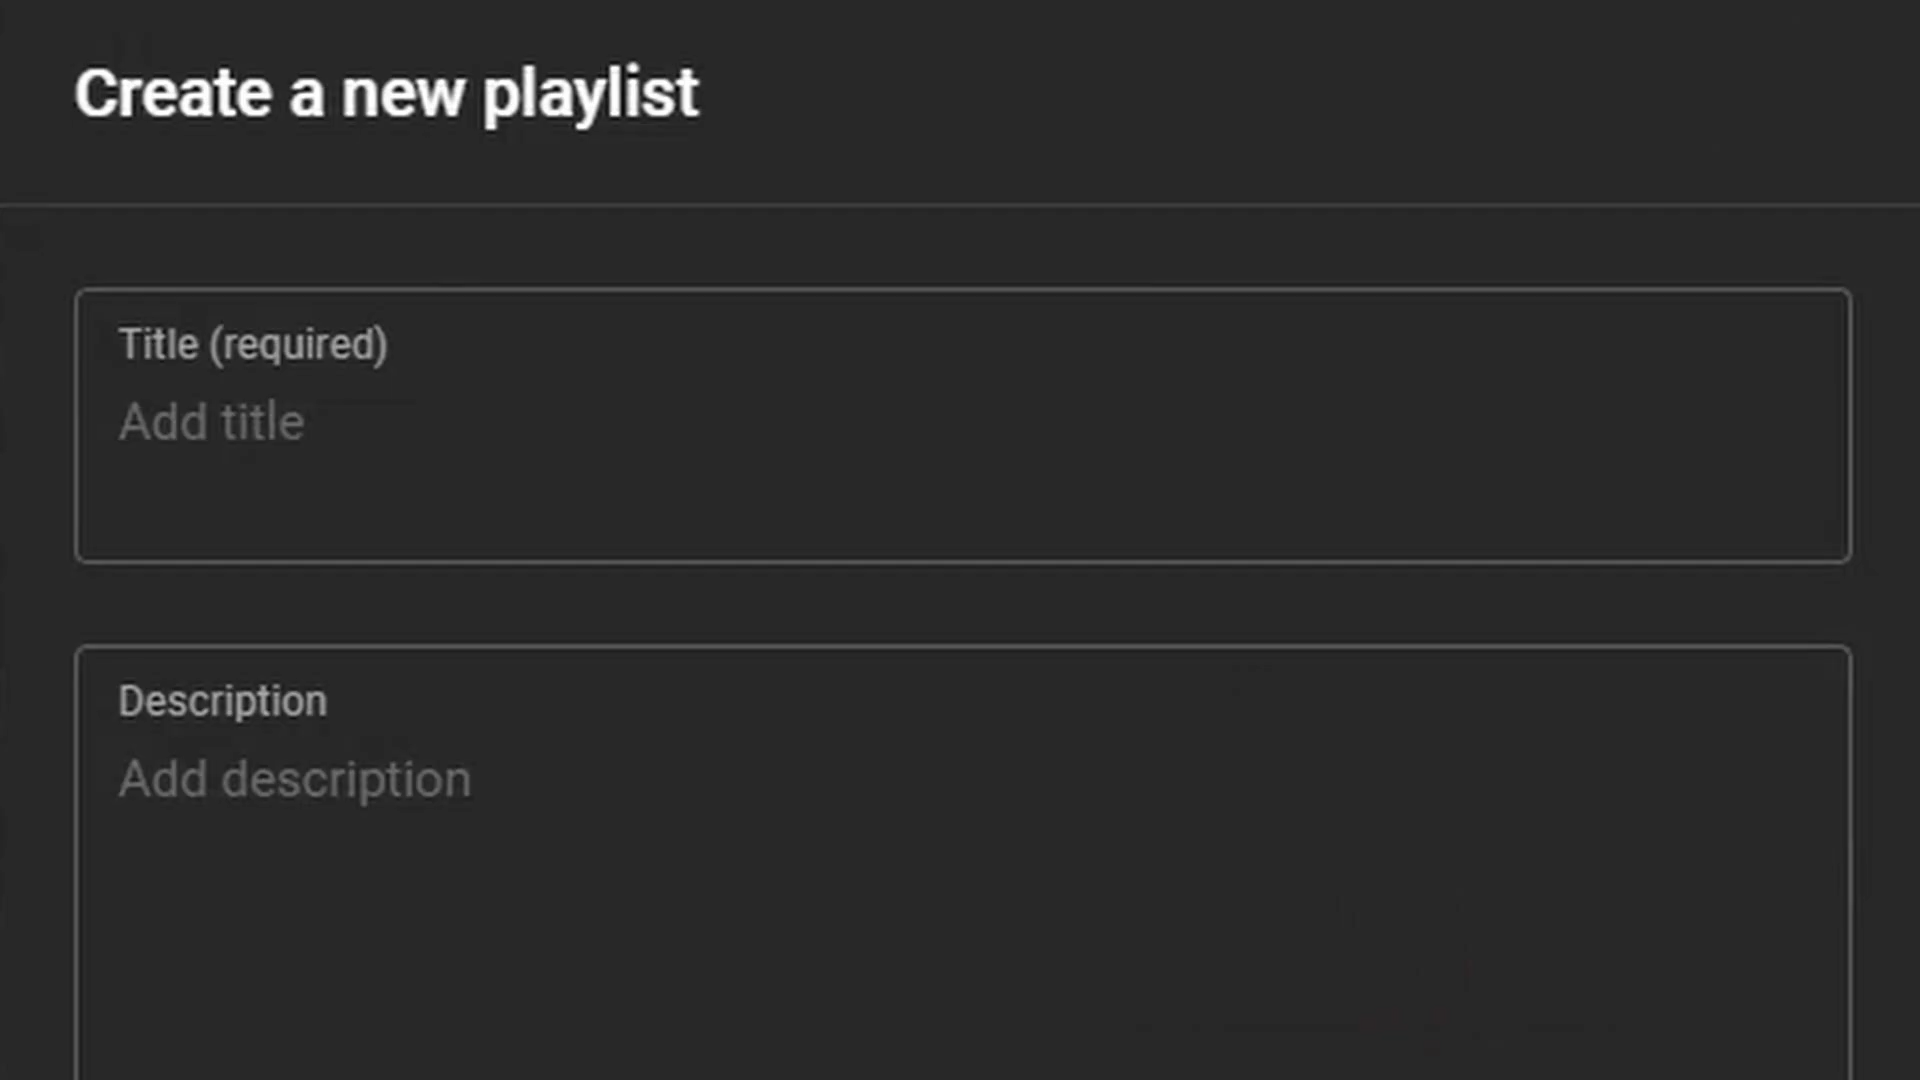 Create a new playlist
Title (required)
Add title
Description
Add description